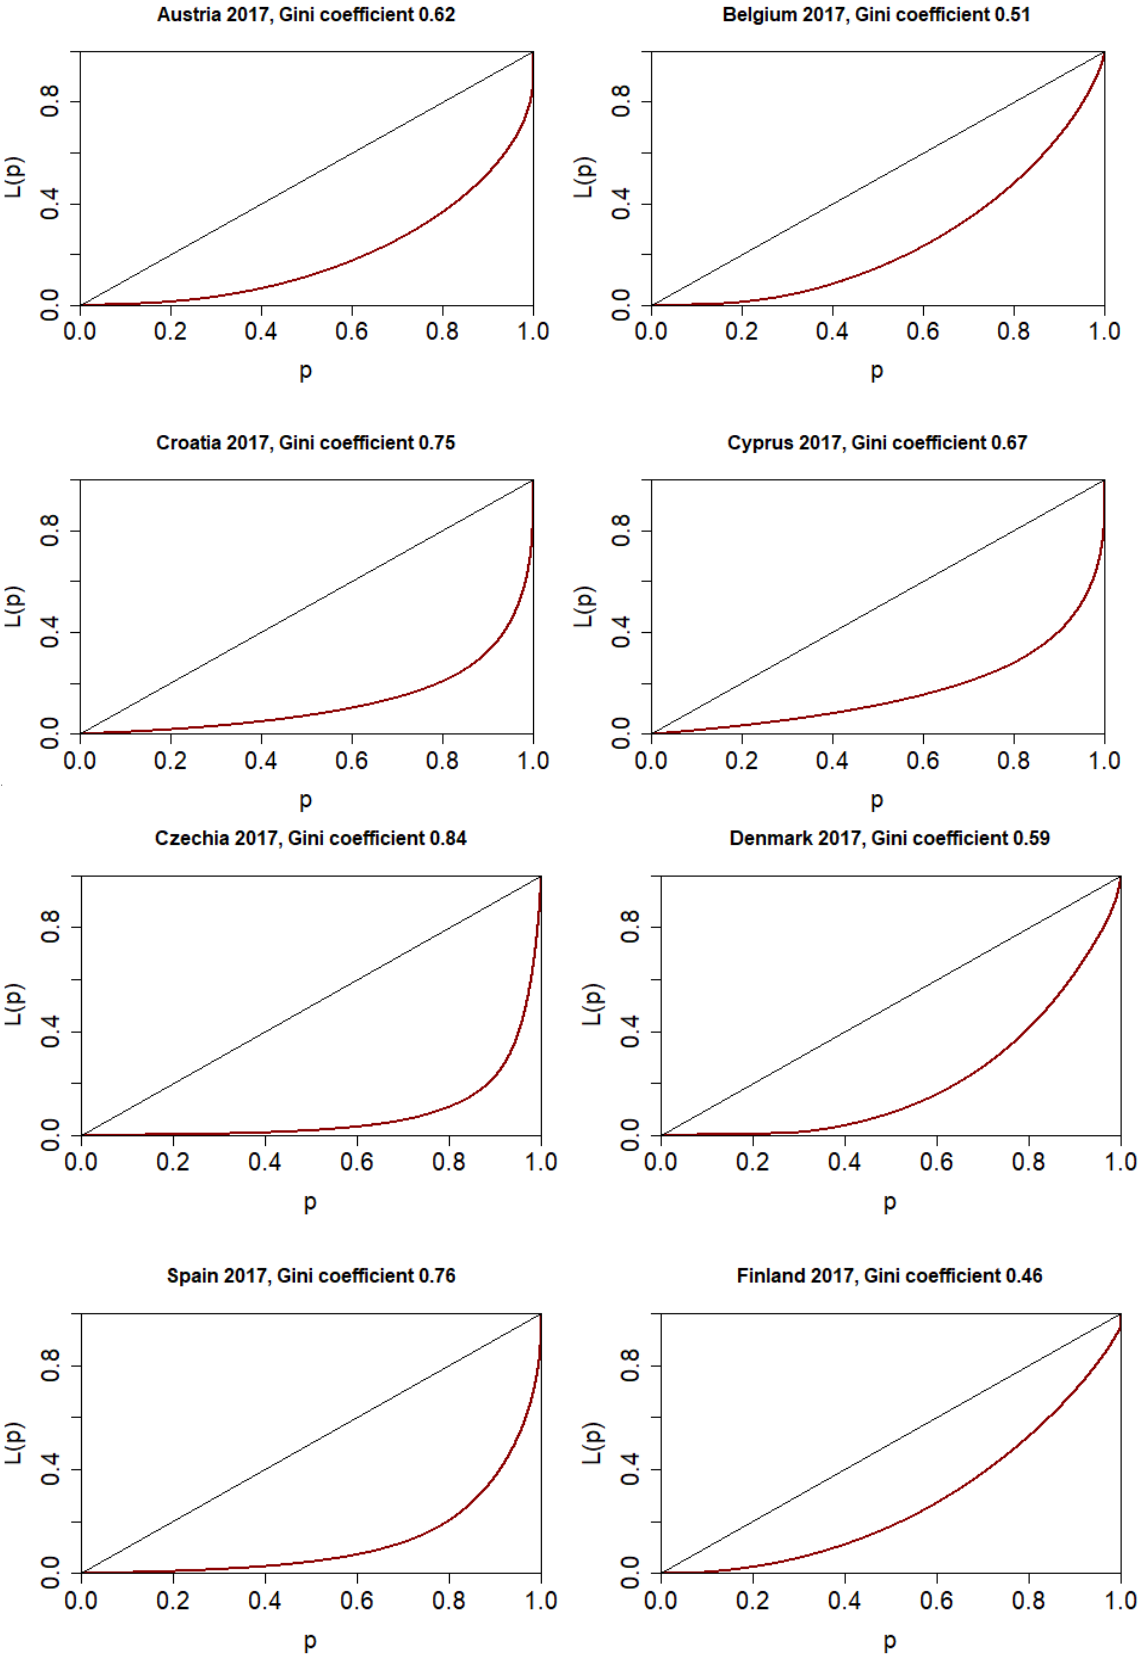 Austria 2017, Gini coefficient 0.62
L(p)
0.8
0.4
0.0
0.0 0.2 0.4 0.6 0.8 1.0
p
Belgium 2017, Gini coefficient 0.51
L(p)
0.8
0.4
0.0
0.0 0.2 0.4 0.6 0.8 1.0
p
Croatia 2017, Gini coefficient 0.75
L(p)
0.8
0.4
0.0
0.0 0.2 0.4 0.6 0.8 1.0
p
Cyprus 2017, Gini coefficient 0.67
L(p)
0.8
0.4
0.0
0.0 0.2 0.4 0.6 0.8 1.0
p
Czechia 2017, Gini coefficient 0.84
L(p)
0.8
0.4
0.0
0.0 0.2 0.4 0.6 0.8 1.0
p
Denmark 2017, Gini coefficient 0.59
L(p)
0.8
0.4
0.0
0.0 0.2 0.4 0.6 0.8 1.0
p
Spain 2017, Gini coefficient 0.76
L(p)
0.8
0.4
0.0
0.0 0.2 0.4 0.6 0.8 1.0
p
Finland 2017, Gini coefficient 0.46
L(p)
0.8
0.4
0.0
0.0 0.2 0.4 0.6 0.8 1.0
p